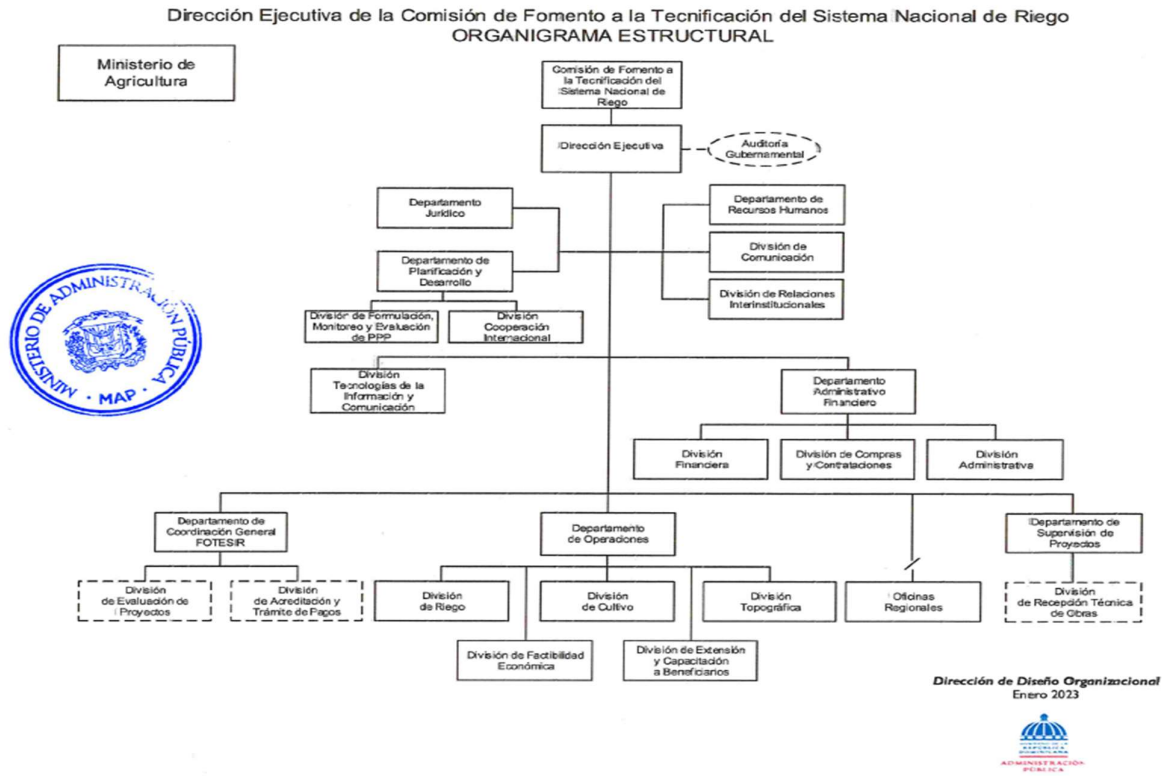 Dirección Ejecutiva de la Comisión de Fomento a la Tecnificación del Sistema Nacional de Riego
ORGANIGRAMA ESTRUCTURAL
Ministerio de
Agricultura
Comisión de Fomento a
la Tecnificación del
Sistema Nacional de
Riego
Dirección Ejecutiva
Auditoría
Gubernamental
Departamento
Jurídico
Departamento de
Recursos Humanos
División de
Comunicación
Departamento de
Planificación y
Desarrollo
División de Relaciones
Interinstitucionales
División de Formulación,
Monitoreo y Evaluación
de PPP
División
Cooperación
Internacional
MINISTERIO DE ADMINISTRACIÓN PÚBLICA
· MAP ·
División
Tecnologías de la
Información y
Comunicación
Departamento
Administrativo
Financiero
División
Financiera
División de Compras
y Contrataciones
División
Administrativa
Departamento de
Coordinación General
FOTESIR
Departamento
de Operaciones
Departamento de
Supervisión de
Proyectos
División
de Evaluación de
Proyectos
División
de Acreditación y
Trámite de Pagos
División
de Riego
División
de Cultivo
División
Topográfica
Oficinas
Regionales
División
de Recepción Técnica
de Obras
División de Factibilidad
Económica
División de Extensión
y Capacitación
a Beneficiarios
Dirección de Diseño Organizacional
Enero 2023
GOBIERNO DE LA
REPÚBLICA
DOMINICANA
ADMINISTRACIÓN
PÚBLICA